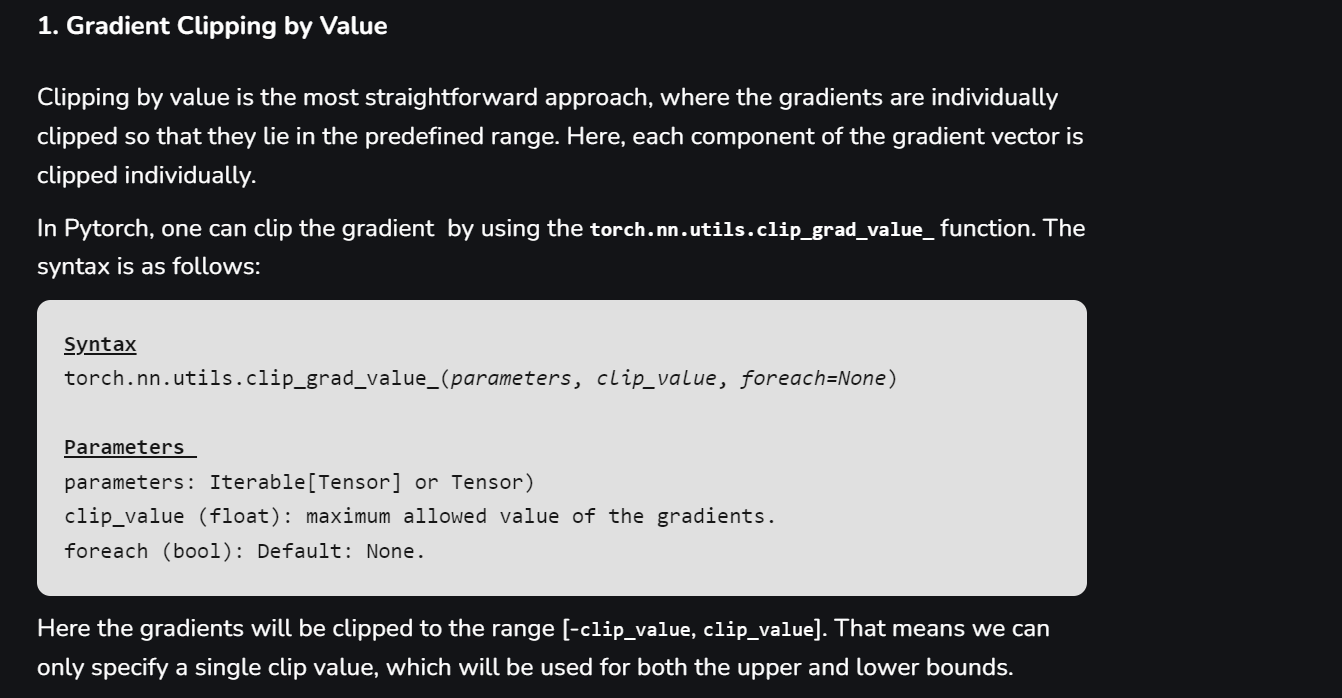 1. Gradient Clipping by Value
Clipping by value is the most straightforward approach, where the gradients are individually
clipped so that they lie in the predefined range. Here, each component of the gradient vector is
clipped individually.
In Pytorch, one can clip the gradient  by using the torch.nn.utils.clip_grad_value_ function. The
syntax is as follows:
Syntax
torch.nn.utils.clip_grad_value_(parameters, clip_value, foreach=None)
Parameters
parameters: Iterable[Tensor] or Tensor)
clip_value (float): maximum allowed value of the gradients.
foreach (bool): Default: None.
Here the gradients will be clipped to the range [-clip_value, clip_value]. That means we can
only specify a single clip value, which will be used for both the upper and lower bounds.